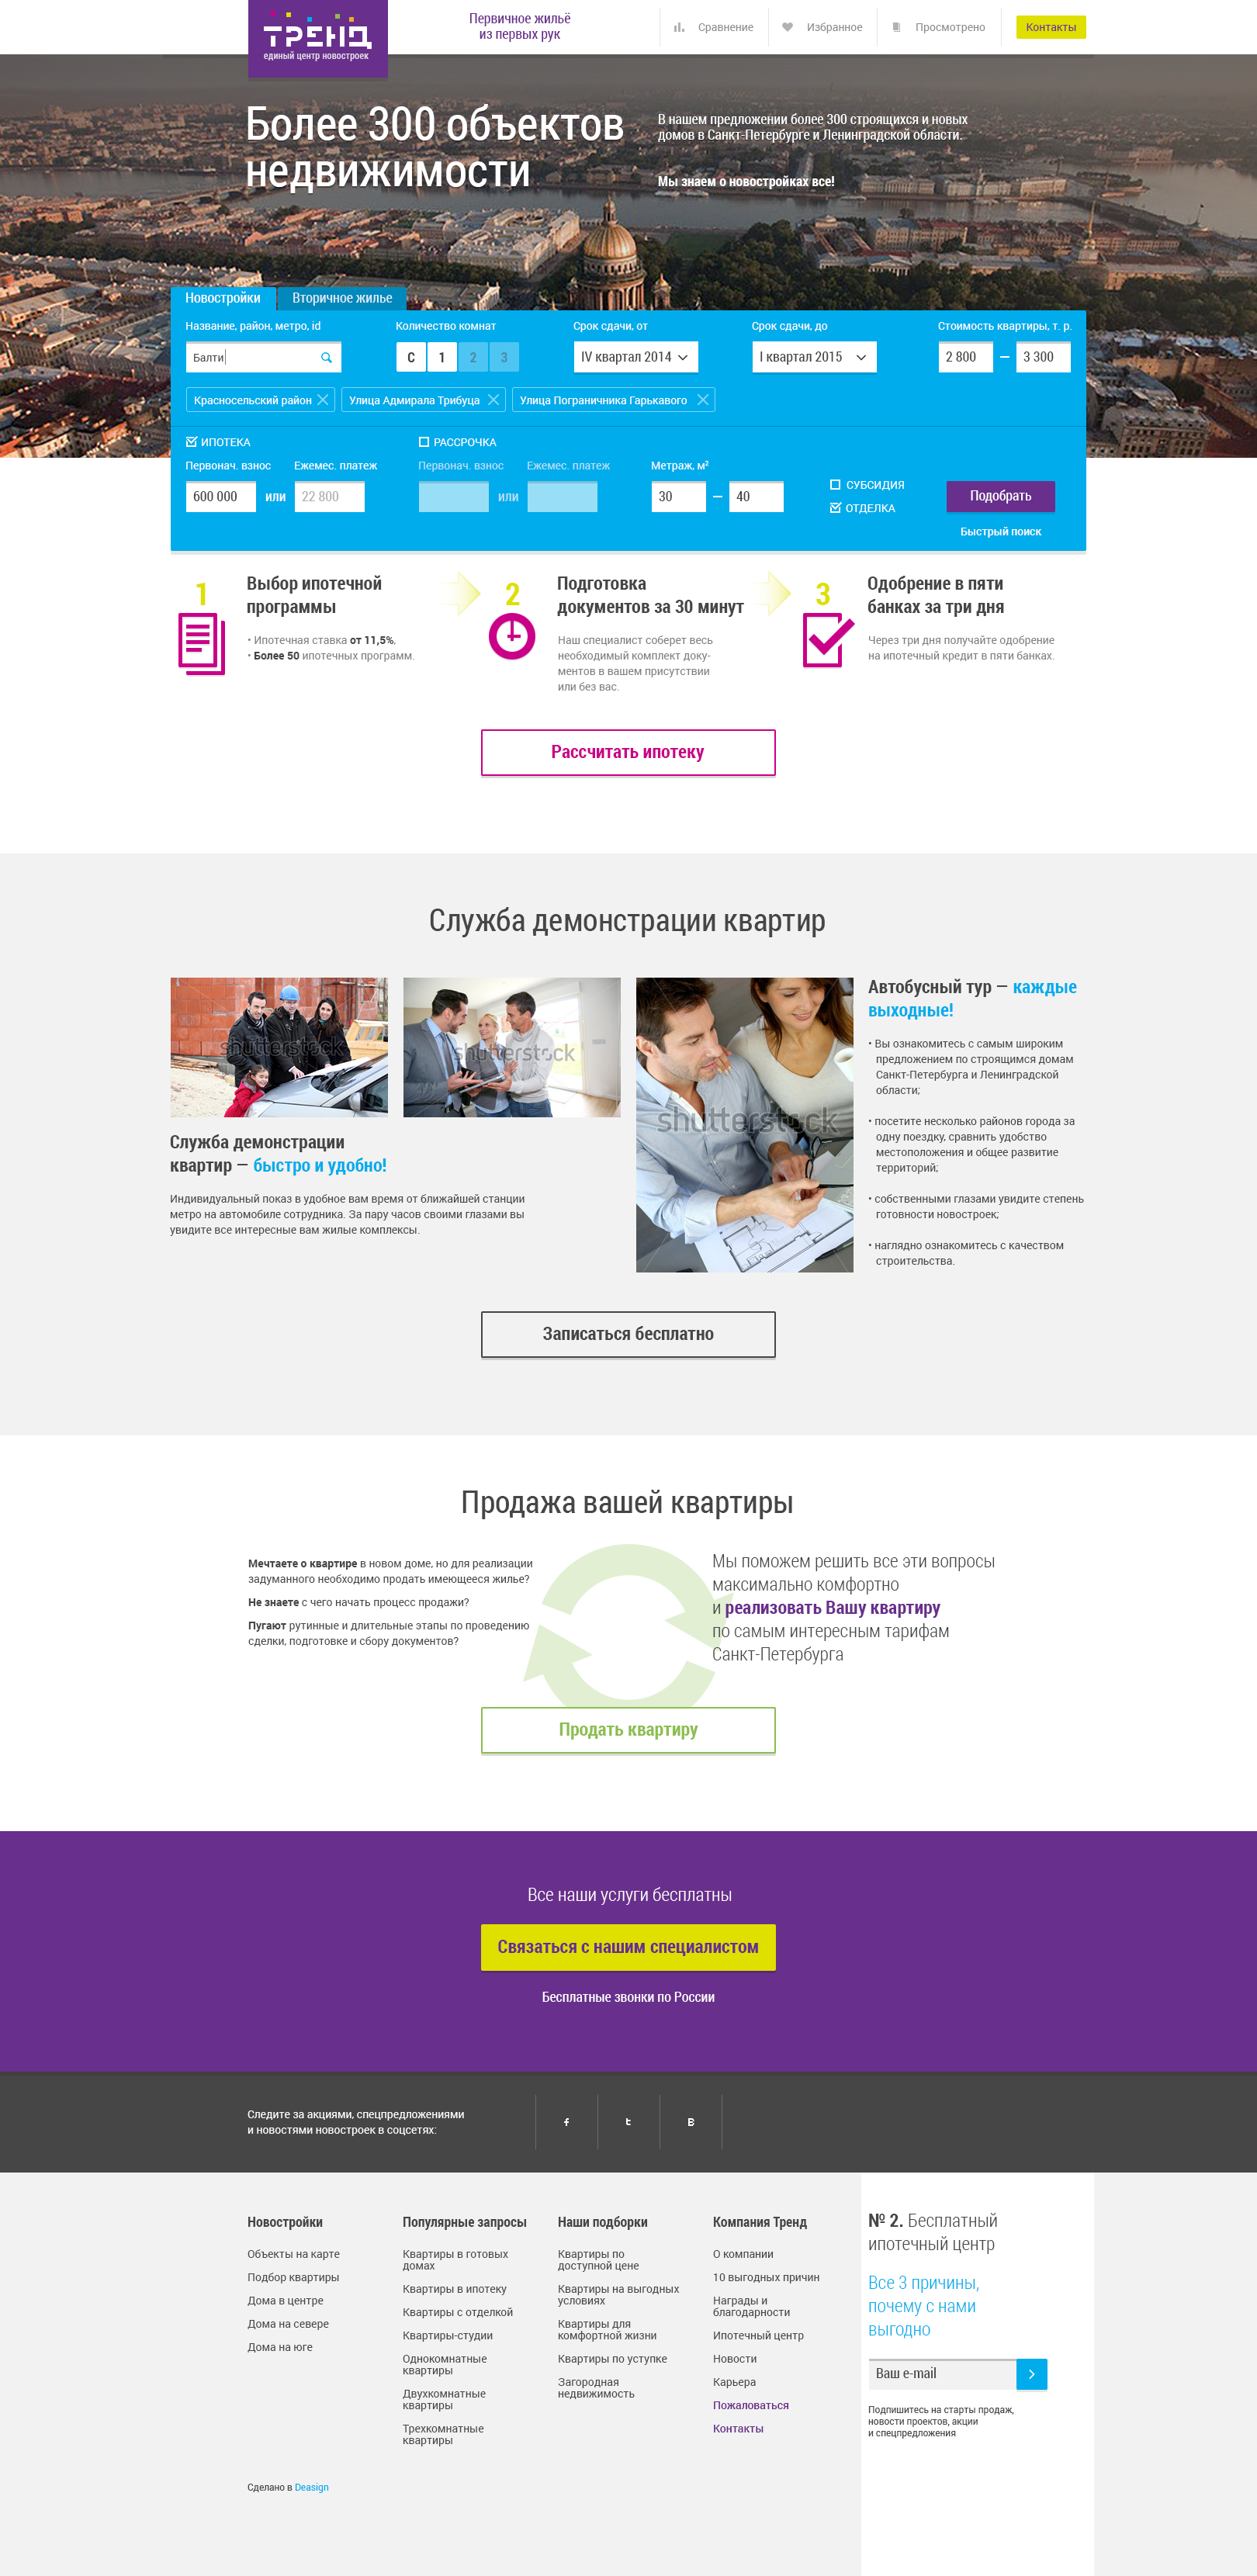 ТРЕНД
единый центр новостроек
Первичное жильё
из первых рук
Сравнение
Избранное
Просмотрено
Контакты
Более 300 объектов
недвижимости
В нашем предложении более 300 строящихся и новых
домов в Санкт-Петербурге и Ленинградской области.
Мы знаем о новостройках все!
Новостройки
Вторичное жилье
Название, район, метро, id
Количество комнат
Срок сдачи, от
Срок сдачи, до
Стоимость квартиры, т. р.
Балти
С 1 2 3
IV квартал 2014
I квартал 2015
2 800 — 3 300
Красносельский район
Улица Адмирала Трибуца
Улица Пограничника Гарькавого
ИПОТЕКА
РАССРОЧКА
Первонач. взнос
Ежемес. платеж
Первонач. взнос
Ежемес. платеж
Метраж, м²
600 000 или 22 800
или
30 — 40
СУБСИДИЯ
ОТДЕЛКА
Подобрать
Быстрый поиск
1
Выбор ипотечной
программы
• Ипотечная ставка от 11,5%.
• Более 50 ипотечных программ.
2
Подготовка
документов за 30 минут
Наш специалист соберет весь
необходимый комплект доку-
ментов в вашем присутствии
или без вас.
3
Одобрение в пяти
банках за три дня
Через три дня получайте одобрение
на ипотечный кредит в пяти банках.
Рассчитать ипотеку
Служба демонстрации квартир
shutterstock
shutterstock
shutterstock
Служба демонстрации
квартир — быстро и удобно!
Индивидуальный показ в удобное вам время от ближайшей станции
метро на автомобиле сотрудника. За пару часов своими глазами вы
увидите все интересные вам жилые комплексы.
Автобусный тур — каждые
выходные!
• Вы ознакомитесь с самым широким
предложением по строящимся домам
Санкт-Петербурга и Ленинградской
области;
• посетите несколько районов города за
одну поездку, сравнить удобство
местоположения и общее развитие
территорий;
• собственными глазами увидите степень
готовности новостроек;
• наглядно ознакомитесь с качеством
строительства.
Записаться бесплатно
Продажа вашей квартиры
Мечтаете о квартире в новом доме, но для реализации
задуманного необходимо продать имеющееся жилье?
Не знаете с чего начать процесс продажи?
Пугают рутинные и длительные этапы по проведению
сделки, подготовке и сбору документов?
Мы поможем решить все эти вопросы
максимально комфортно
и реализовать Вашу квартиру
по самым интересным тарифам
Санкт-Петербурга
Продать квартиру
Все наши услуги бесплатны
Связаться с нашим специалистом
Бесплатные звонки по России
Следите за акциями, спецпредложениями
и новостями новостроек в соцсетях:
f
t
В
Новостройки
Объекты на карте
Подбор квартиры
Дома в центре
Дома на севере
Дома на юге
Популярные запросы
Квартиры в готовых
домах
Квартиры в ипотеку
Квартиры с отделкой
Квартиры-студии
Однокомнатные
квартиры
Двухкомнатные
квартиры
Трехкомнатные
квартиры
Наши подборки
Квартиры по
доступной цене
Квартиры на выгодных
условиях
Квартиры для
комфортной жизни
Квартиры по уступке
Загородная
недвижимость
Компания Тренд
О компании
10 выгодных причин
Награды и
благодарности
Ипотечный центр
Новости
Карьера
Пожаловаться
Контакты
№ 2. Бесплатный
ипотечный центр
Все 3 причины,
почему с нами
выгодно
Ваш e-mail
Подпишитесь на старты продаж,
новости проектов, акции
и спецпредложения
Сделано в Deasign